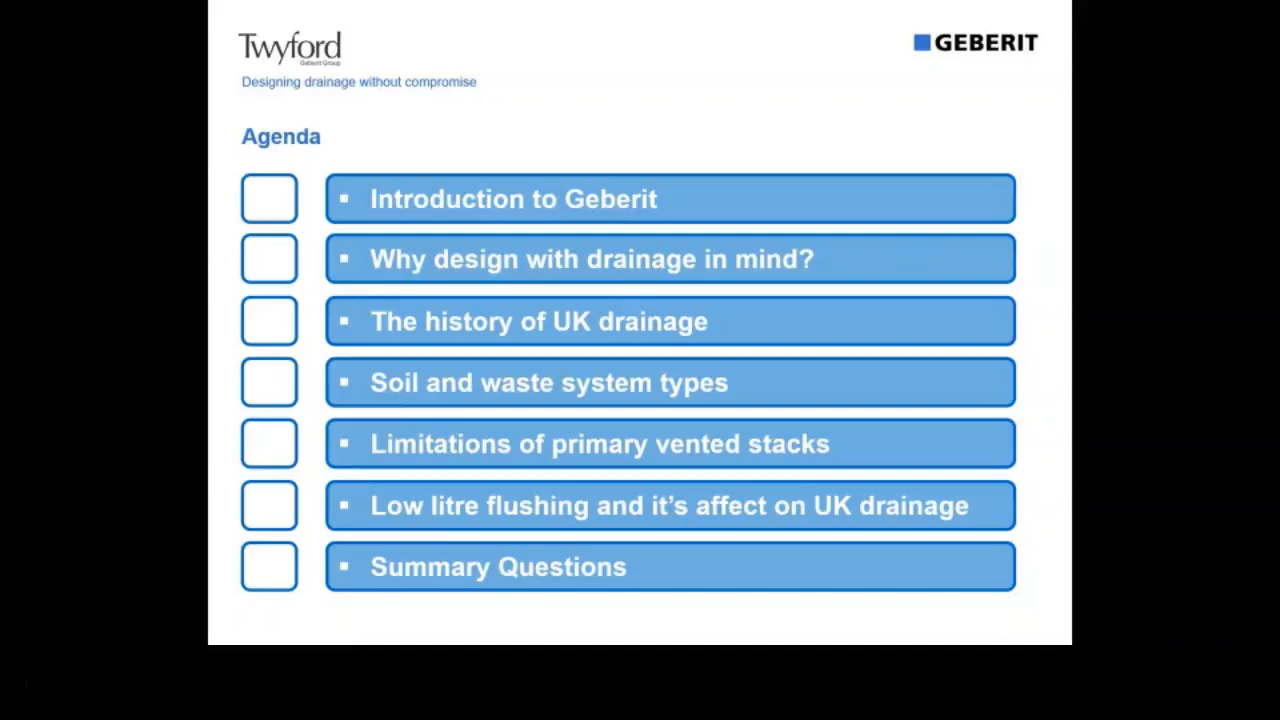 Twyford
Geberit Group
GEBERIT
Designing drainage without compromise
Agenda
▪ Introduction to Geberit
▪ Why design with drainage in mind?
▪ The history of UK drainage
▪ Soil and waste system types
▪ Limitations of primary vented stacks
▪ Low litre flushing and it’s affect on UK drainage
▪ Summary Questions